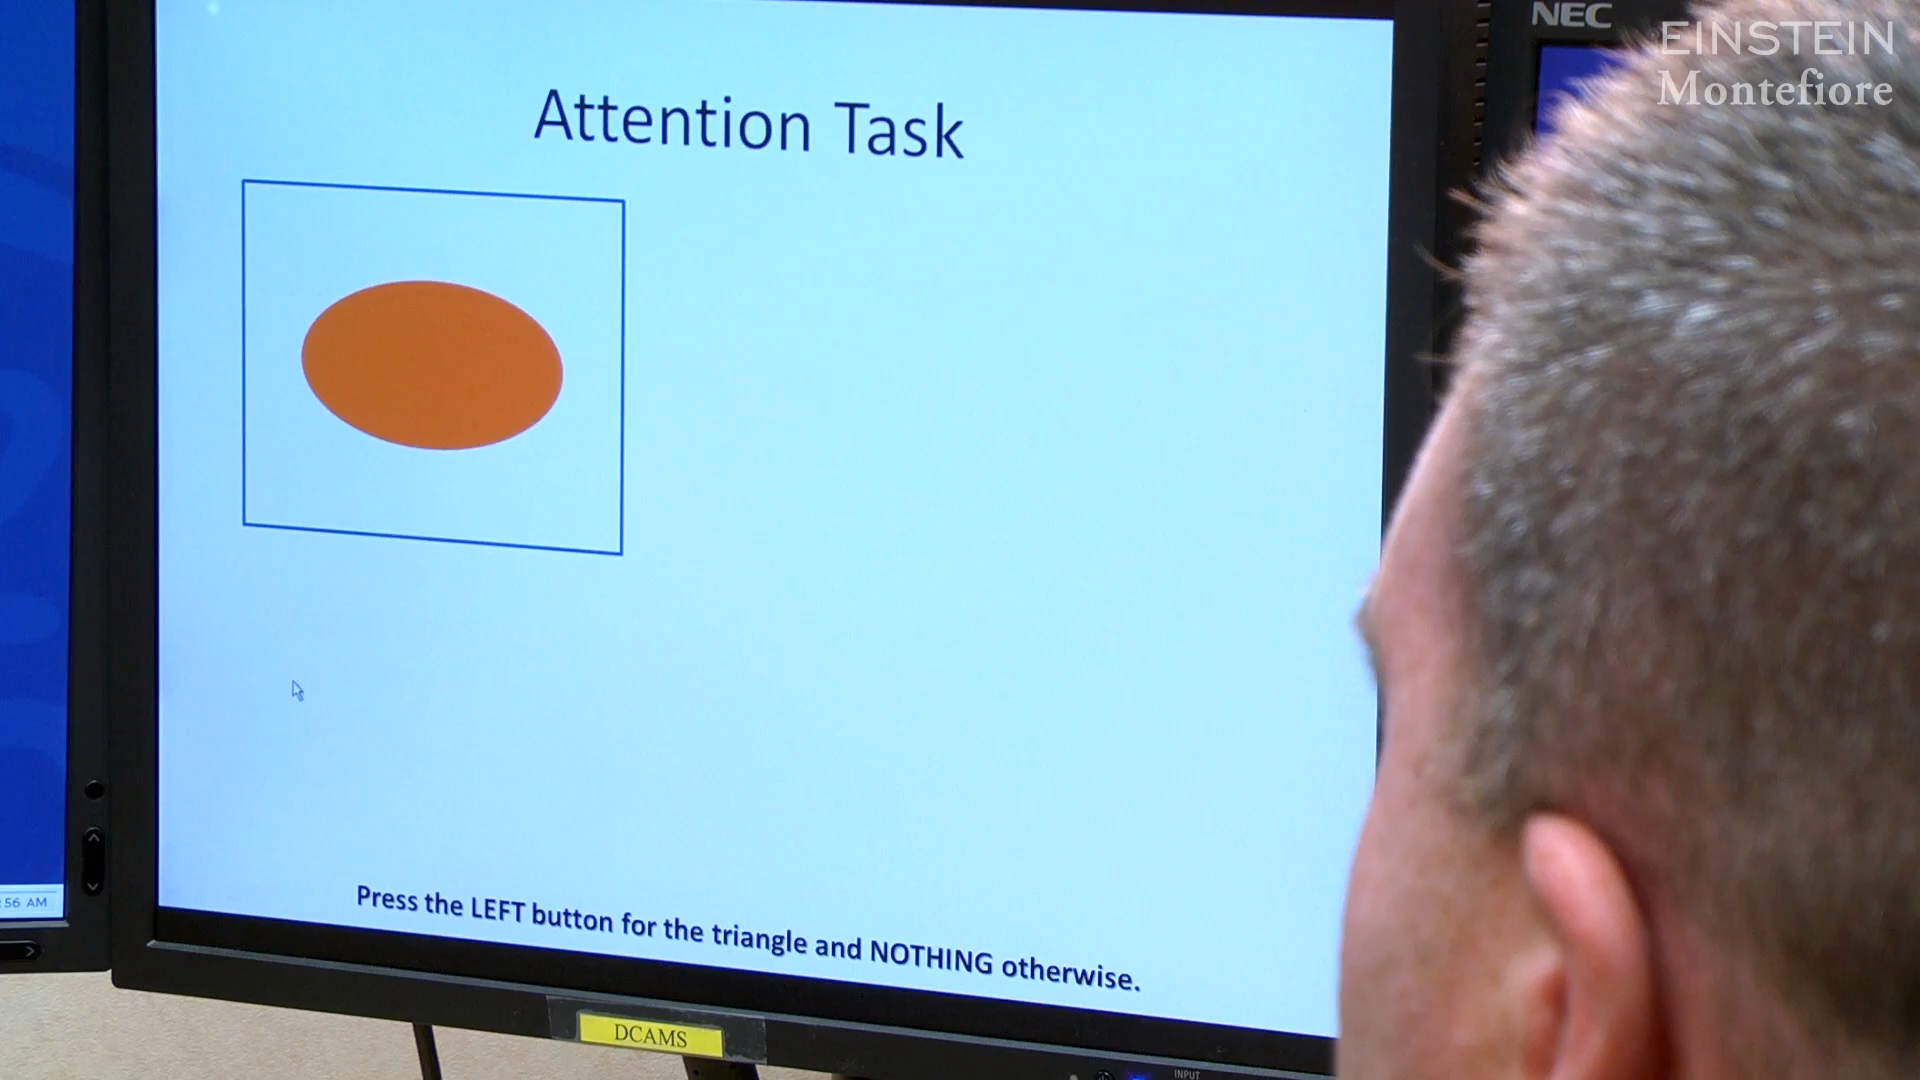 NEC
EINSTEIN
Montefiore
Attention Task
Press the LEFT button for the triangle and NOTHING otherwise.
:56 AM
DCAMS
INPUT